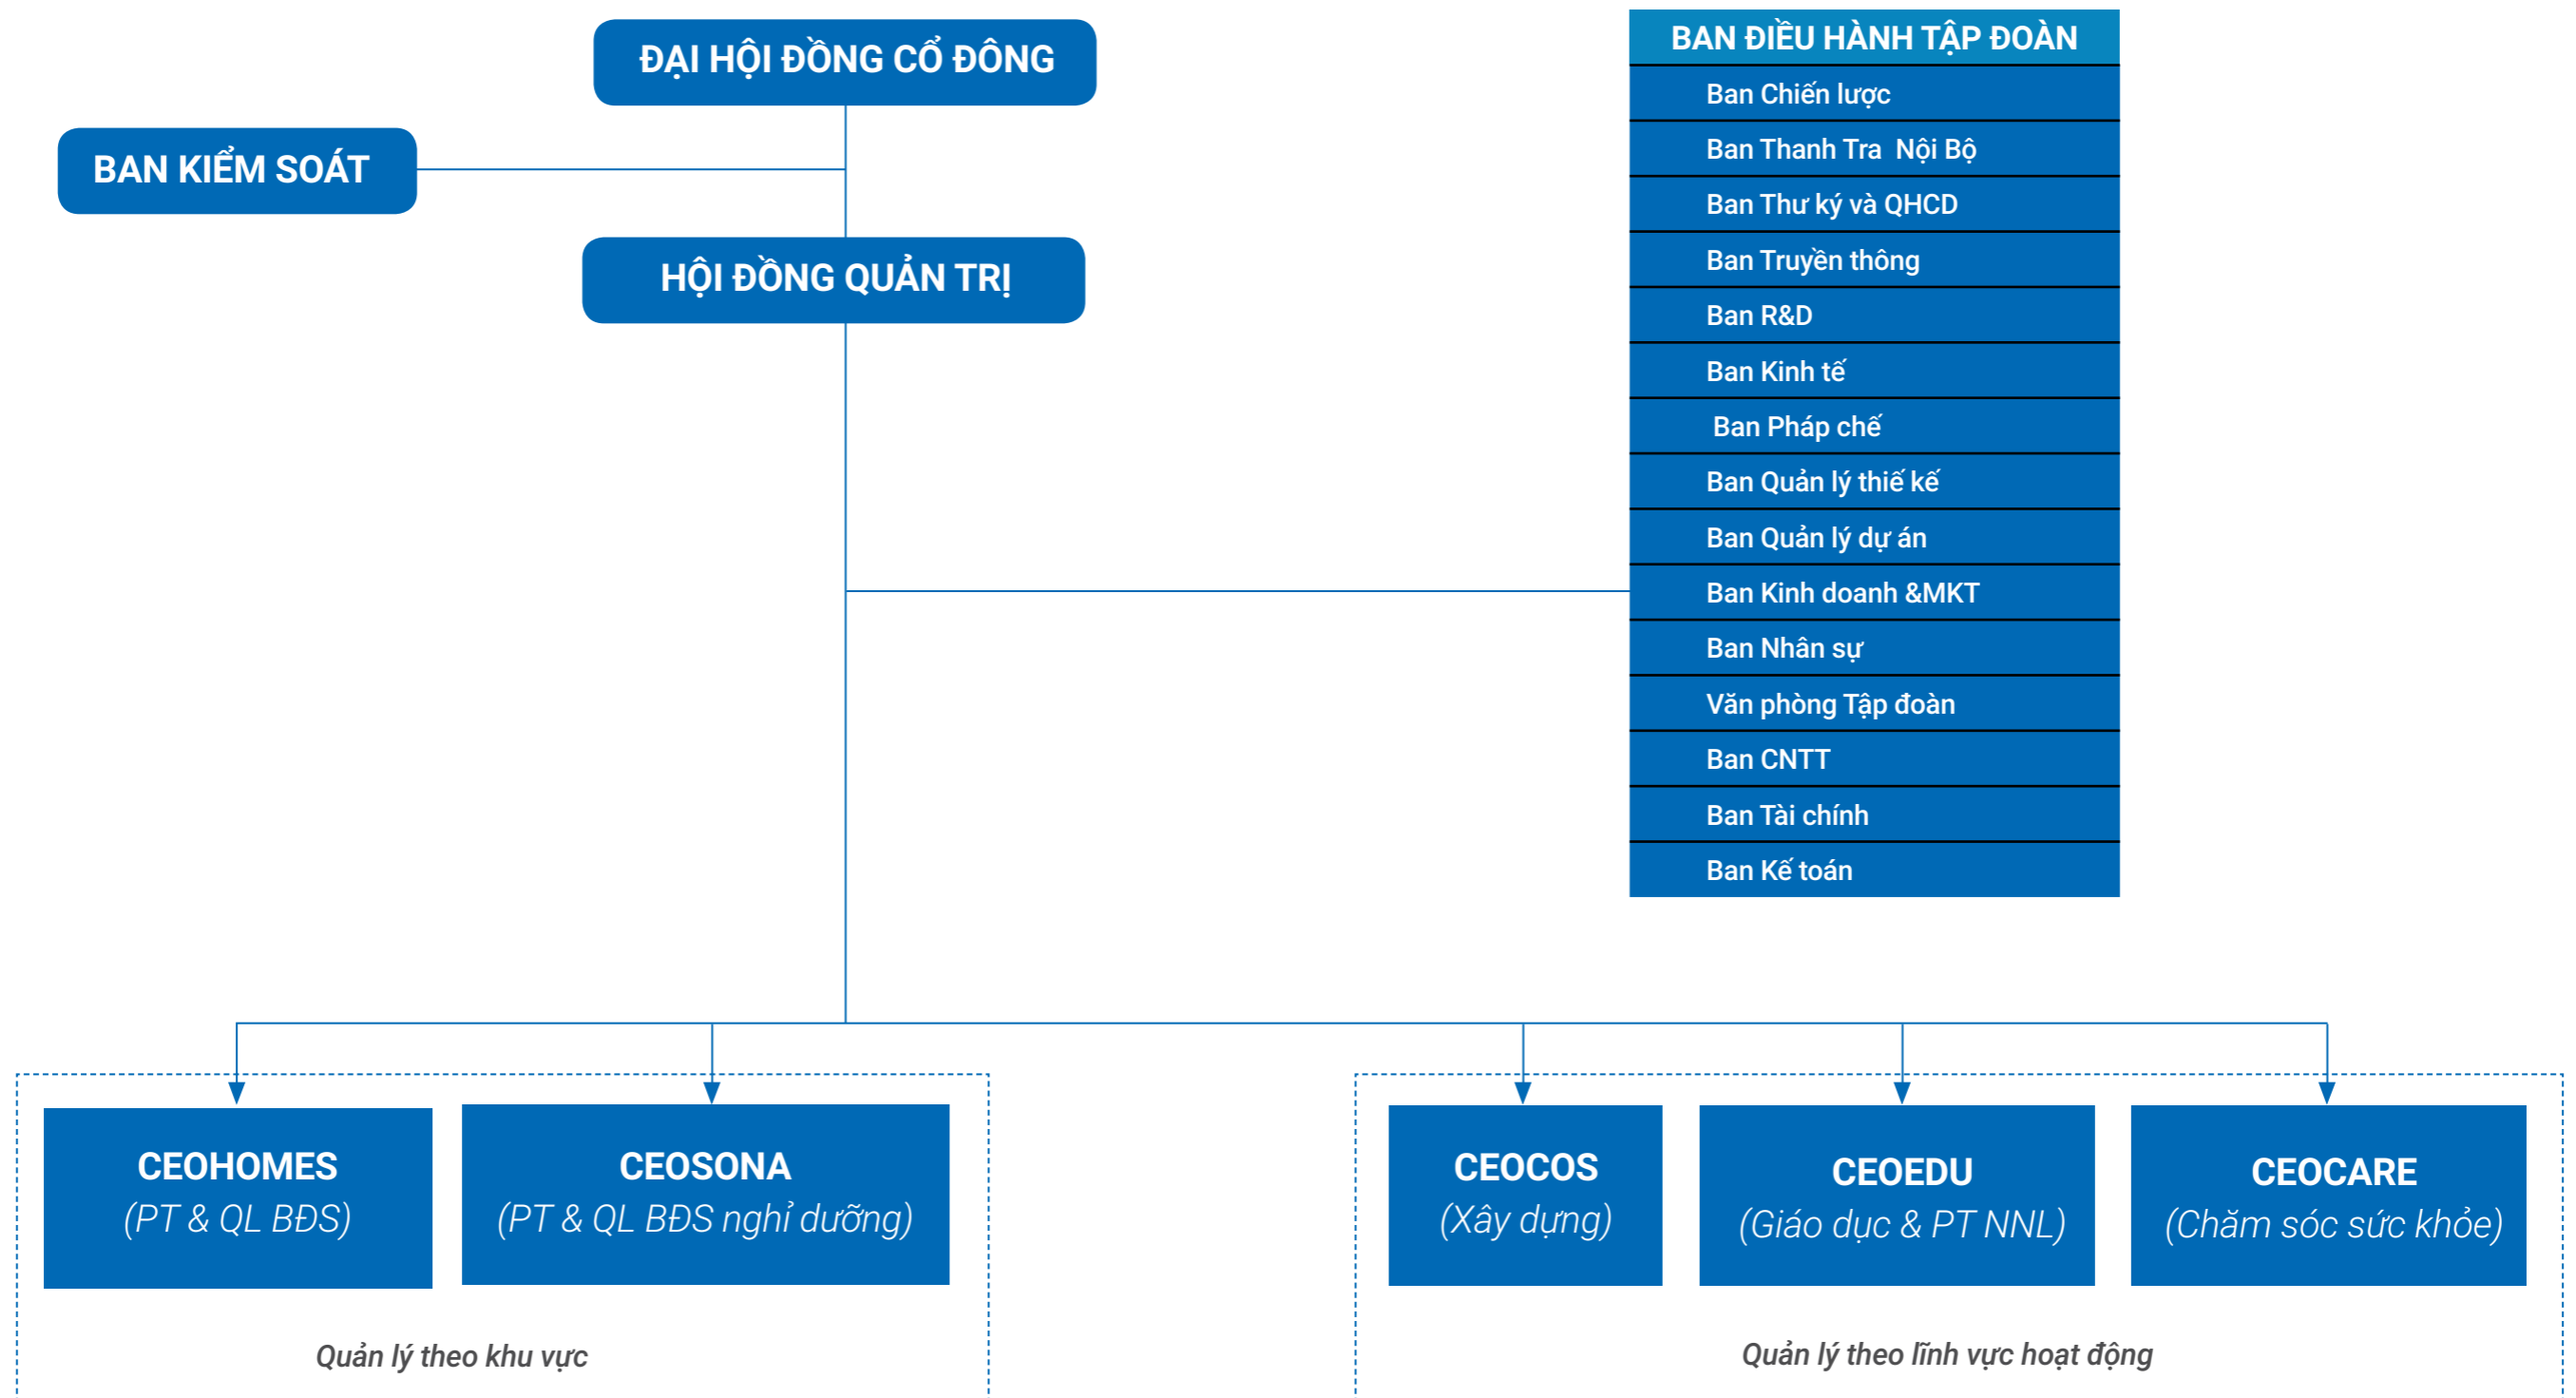 ĐẠI HỘI ĐỒNG CỔ ĐÔNG
BAN KIỂM SOÁT
HỘI ĐỒNG QUẢN TRỊ
BAN ĐIỀU HÀNH TẬP ĐOÀN
Ban Chiến lược
Ban Thanh Tra Nội Bộ
Ban Thư ký và QHCD
Ban Truyền thông
Ban R&D
Ban Kinh tế
Ban Pháp chế
Ban Quản lý thiế kế
Ban Quản lý dự án
Ban Kinh doanh &MKT
Ban Nhân sự
Văn phòng Tập đoàn
Ban CNTT
Ban Tài chính
Ban Kế toán
CEOHOMES
(PT & QL BĐS)
CEOSONA
(PT & QL BĐS nghỉ dưỡng)
Quản lý theo khu vực
CEOCOS
(Xây dựng)
CEOEDU
(Giáo dục & PT NNL)
CEOCARE
(Chăm sóc sức khỏe)
Quản lý theo lĩnh vực hoạt động